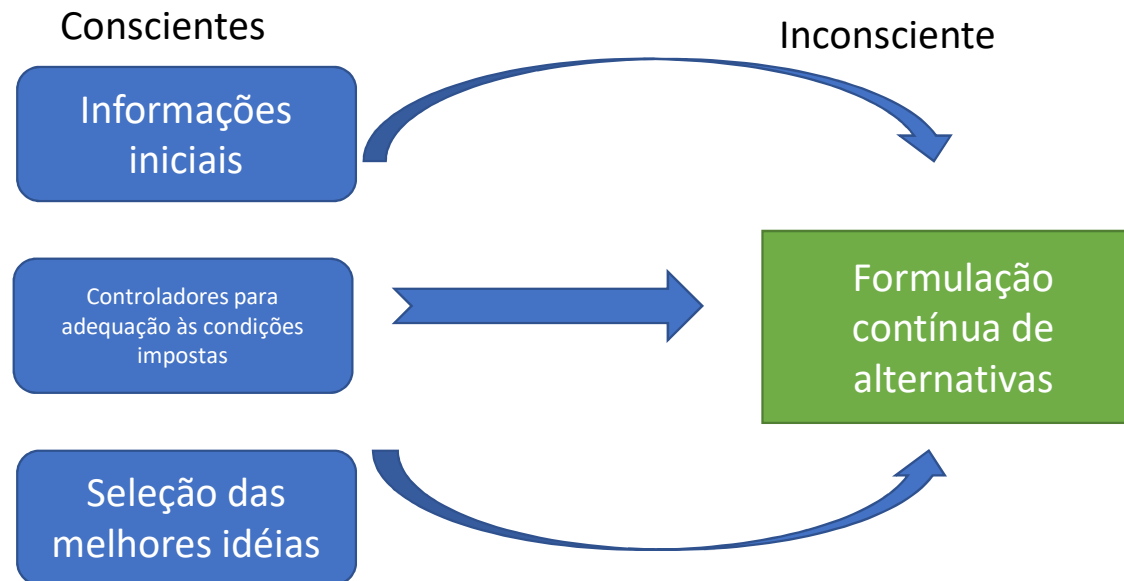 Conscientes
Inconsciente
Informações
iniciais
Controladores para
adequação às condições
impostas
Formulação
contínua de
alternativas
Seleção das
melhores idéias